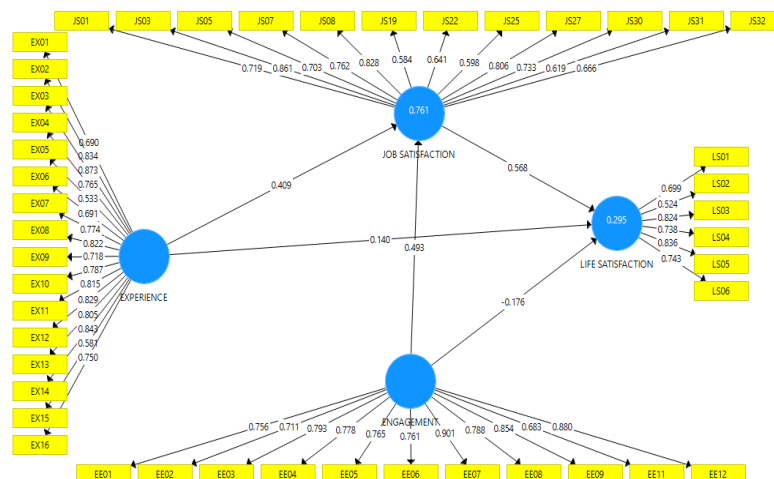 JS01 JS03 JS05 JS07 JS08 JS19 JS22 JS25 JS27 JS30 JS31 JS32
0.719 0.861 0.703 0.762 0.828 0.584 0.641 0.598 0.806 0.733 0.619 0.666
0.761
JOB SATISFACTION
EX01
EX02
EX03
EX04
EX05
EX06
EX07
EX08
EX09
EX10
EX11
EX12
EX13
EX14
EX15
EX16
0.690
0.834
0.873
0.765
0.533
0.691
0.774
0.822
0.718
0.787
0.815
0.829
0.805
0.843
0.581
0.750
EXPERIENCE
0.409
0.568
0.140
0.493
-0.176
0.295
LIFE SATISFACTION
0.699
0.524
0.824
0.738
0.836
0.743
LS01
LS02
LS03
LS04
LS05
LS06
ENGAGEMENT
0.756 0.711 0.793 0.778 0.765 0.761 0.901 0.788 0.854 0.683 0.880
EE01 EE02 EE03 EE04 EE05 EE06 EE07 EE08 EE09 EE11 EE12